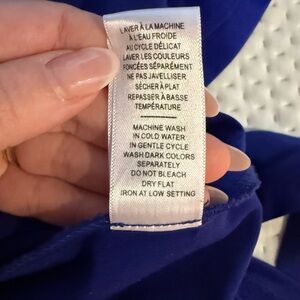 LAVER À LA MACHINE
À L'EAU FROIDE
AU CYCLE DÉLICAT
LAVER LES COULEURS
FONCÉES SÉPARÉMENT
NE PAS JAVELLISER
SÉCHER À PLAT
REPASSER À BASSE
TEMPÉRATURE
MACHINE WASH
IN COLD WATER
IN GENTLE CYCLE
WASH DARK COLORS
SEPARATELY
DO NOT BLEACH
DRY FLAT
IRON AT LOW SETTING